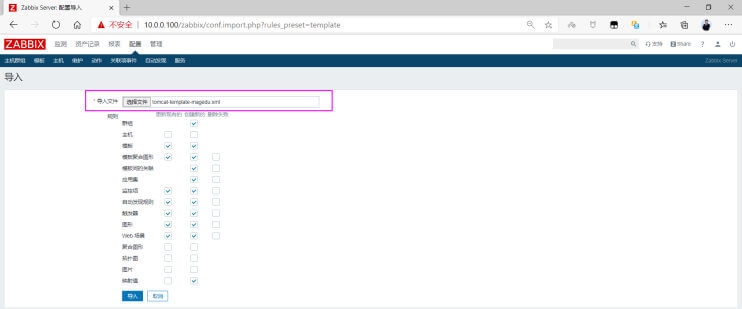 Zabbix Server: 配置导入
不安全 | 10.0.0.100/zabbix/conf.import.php?rules_preset=template
ZABBIX 监测 资产记录 报表 配置 管理 支持 Share ?
主机群组 模板 主机 维护 动作 关联项事件 自动发现 服务 Zabbix Server
导入
* 导入文件 选择文件 tomcat-template-magedu.xml
规则 更新现有的 创建新的 删除失败
群组
主机
模板
模板聚合图形
模板间的关联
应用集
监控项
自动发现规则
触发器
图形
Web 场景
聚合图形
拓扑图
图片
映射值
导入 取消